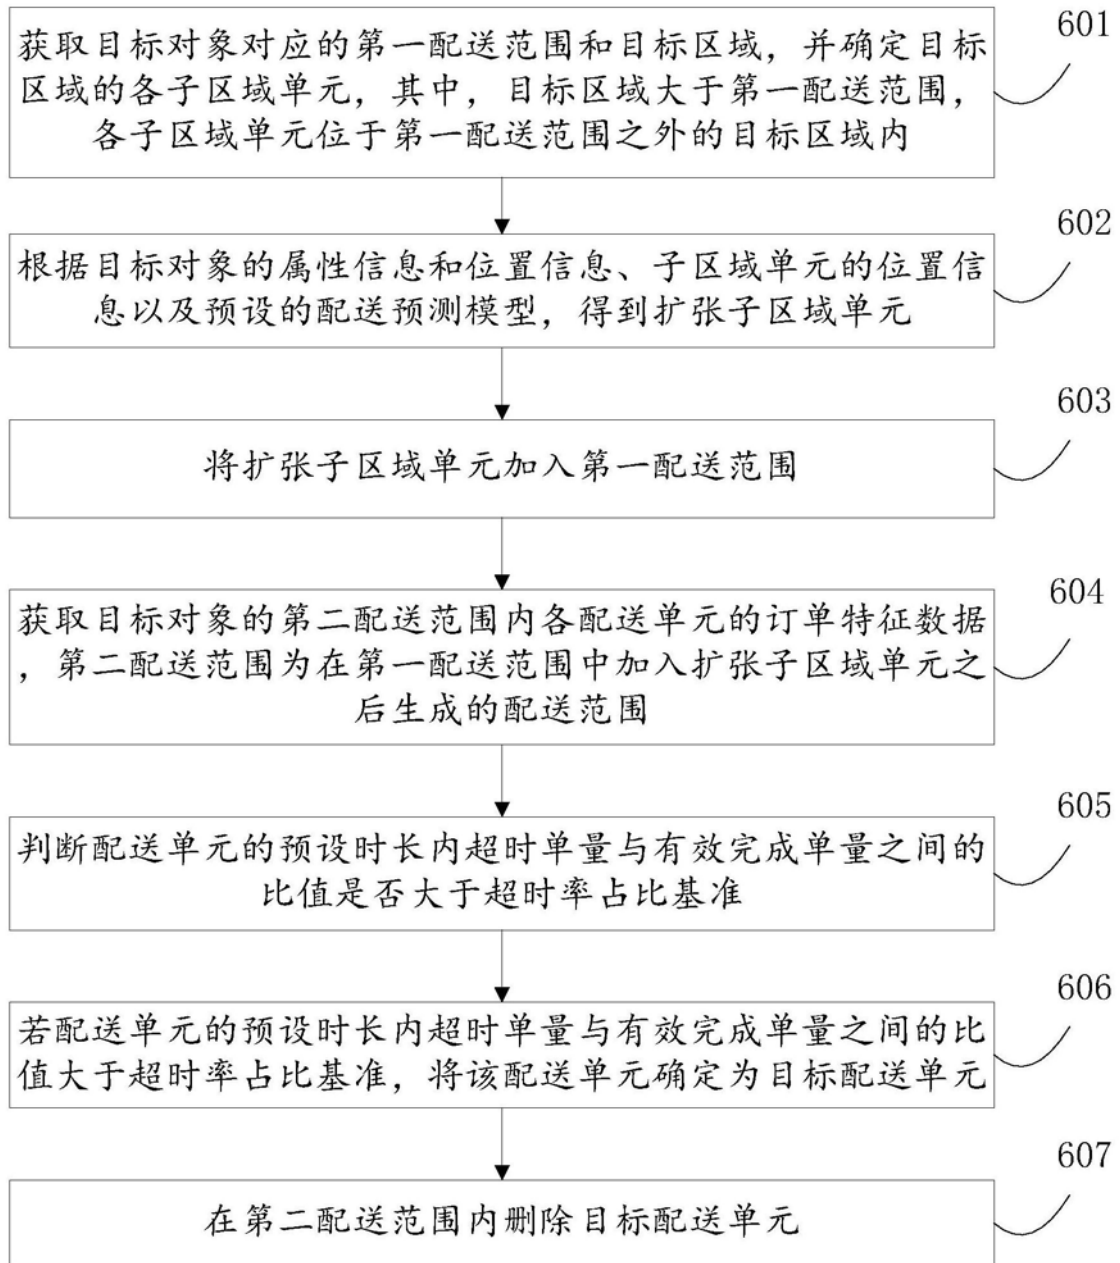 获取目标对象对应的第一配送范围和目标区域，并确定目标
区域的各子区域单元，其中，目标区域大于第一配送范围，
各子区域单元位于第一配送范围之外的目标区域内
601
根据目标对象的属性信息和位置信息、子区域单元的位置信
息以及预设的配送预测模型，得到扩张子区域单元
602
将扩张子区域单元加入第一配送范围
603
获取目标对象的第二配送范围内各配送单元的订单特征数据
，第二配送范围为在第一配送范围中加入扩张子区域单元之
后生成的配送范围
604
判断配送单元的预设时长内超时单量与有效完成单量之间的
比值是否大于超时率占比基准
605
若配送单元的预设时长内超时单量与有效完成单量之间的比
值大于超时率占比基准，将该配送单元确定为目标配送单元
606
在第二配送范围内删除目标配送单元
607